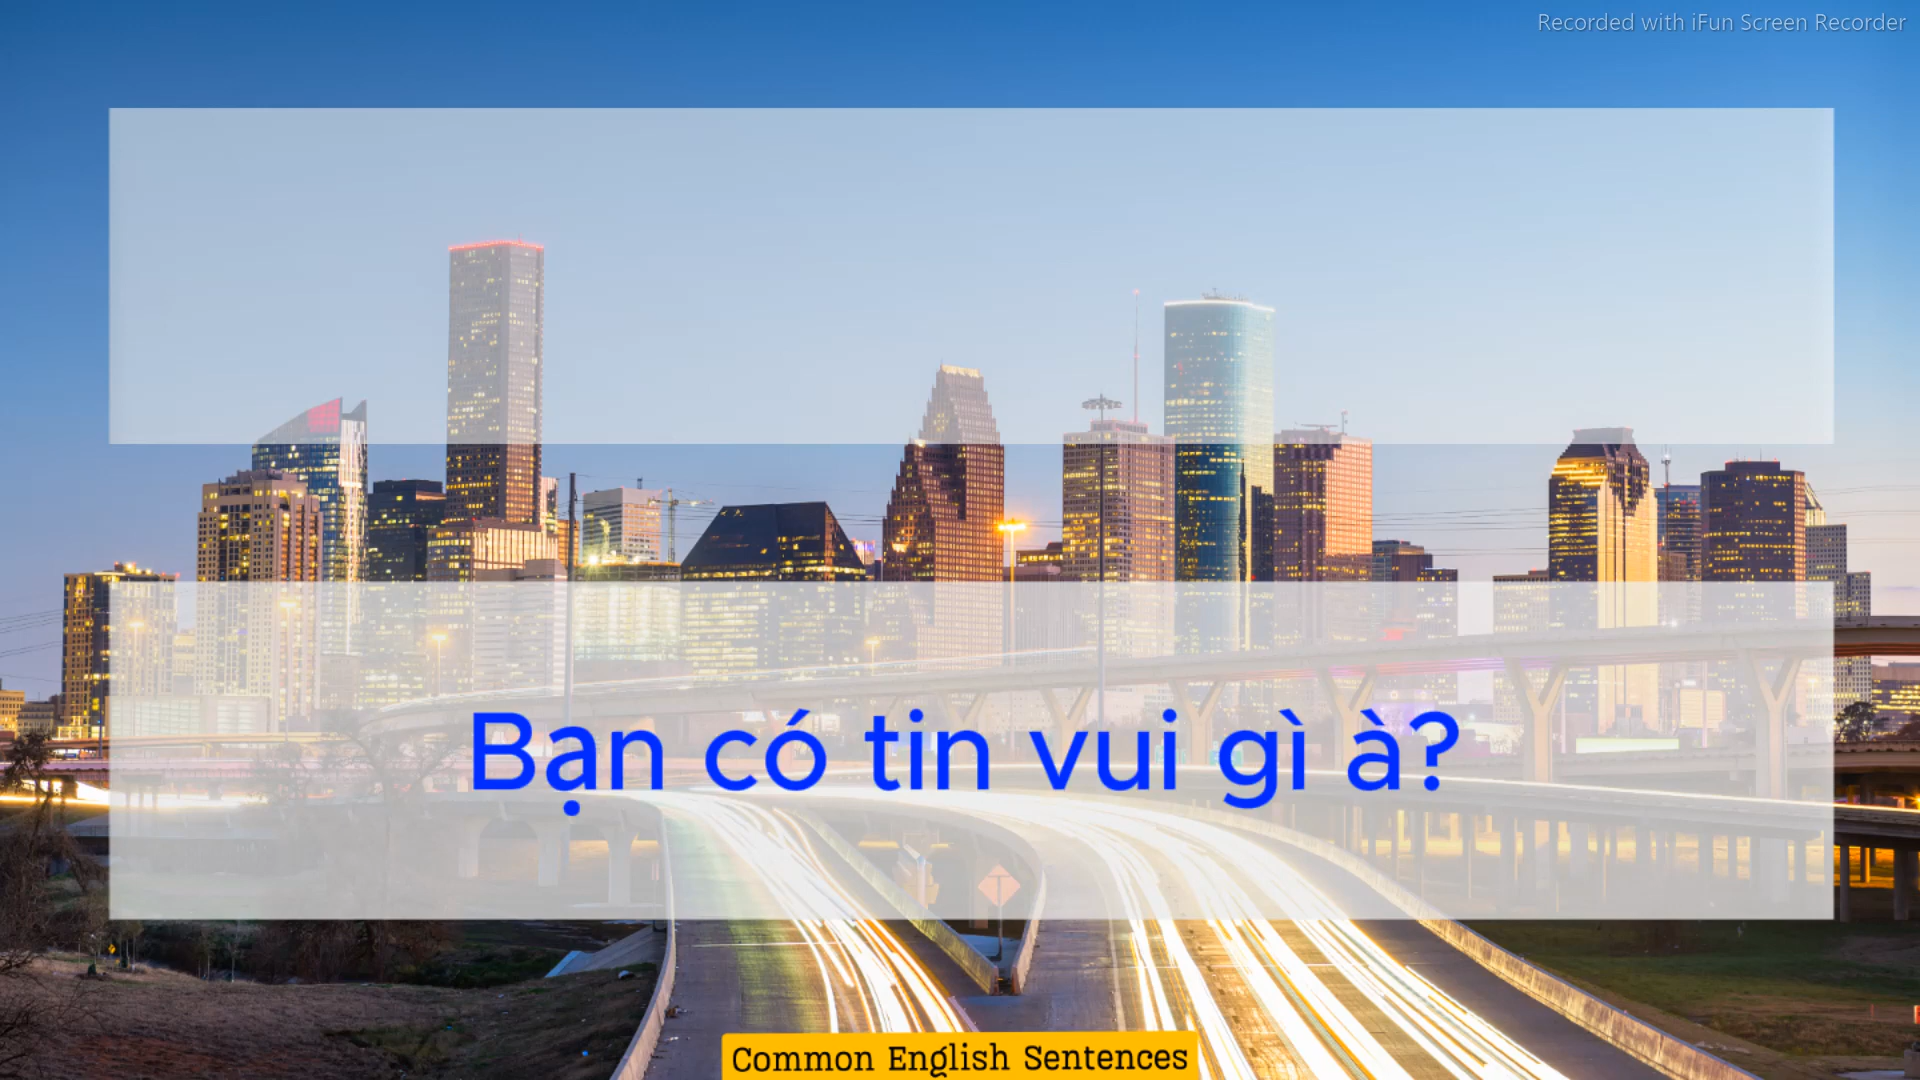 Recorded with iFun Screen Recorder
Bạn có tin vui gì à?
Common English Sentences